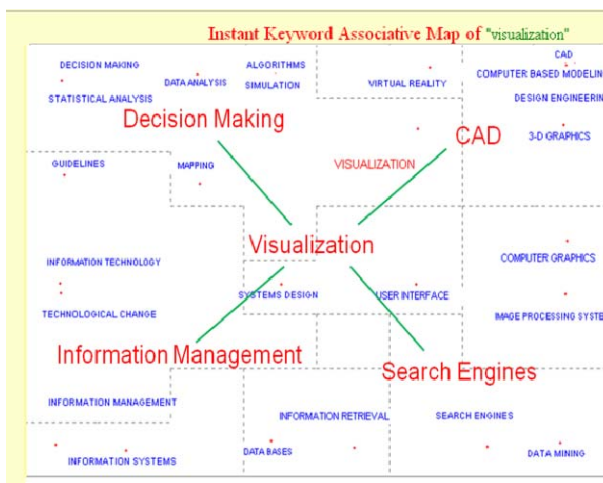 Instant Keyword Associative Map of "visualization"
DECISION MAKING
ALGORITHMS
CAD
STATISTICAL ANALYSIS
DATA ANALYSIS
SIMULATION
VIRTUAL REALITY
COMPUTER BASED MODELIN
DESIGN ENGINEERIN
Decision Making
CAD
3-D GRAPHICS
GUIDELINES
MAPPING
VISUALIZATION
Visualization
INFORMATION TECHNOLOGY
COMPUTER GRAPHICS
SYSTEMS DESIGN
USER INTERFACE
TECHNOLOGICAL CHANGE
IMAGE PROCESSING SYSTE
Information Management
Search Engines
INFORMATION MANAGEMENT
INFORMATION RETRIEVAL
SEARCH ENGINES
INFORMATION SYSTEMS
DATA BASES
DATA MINING